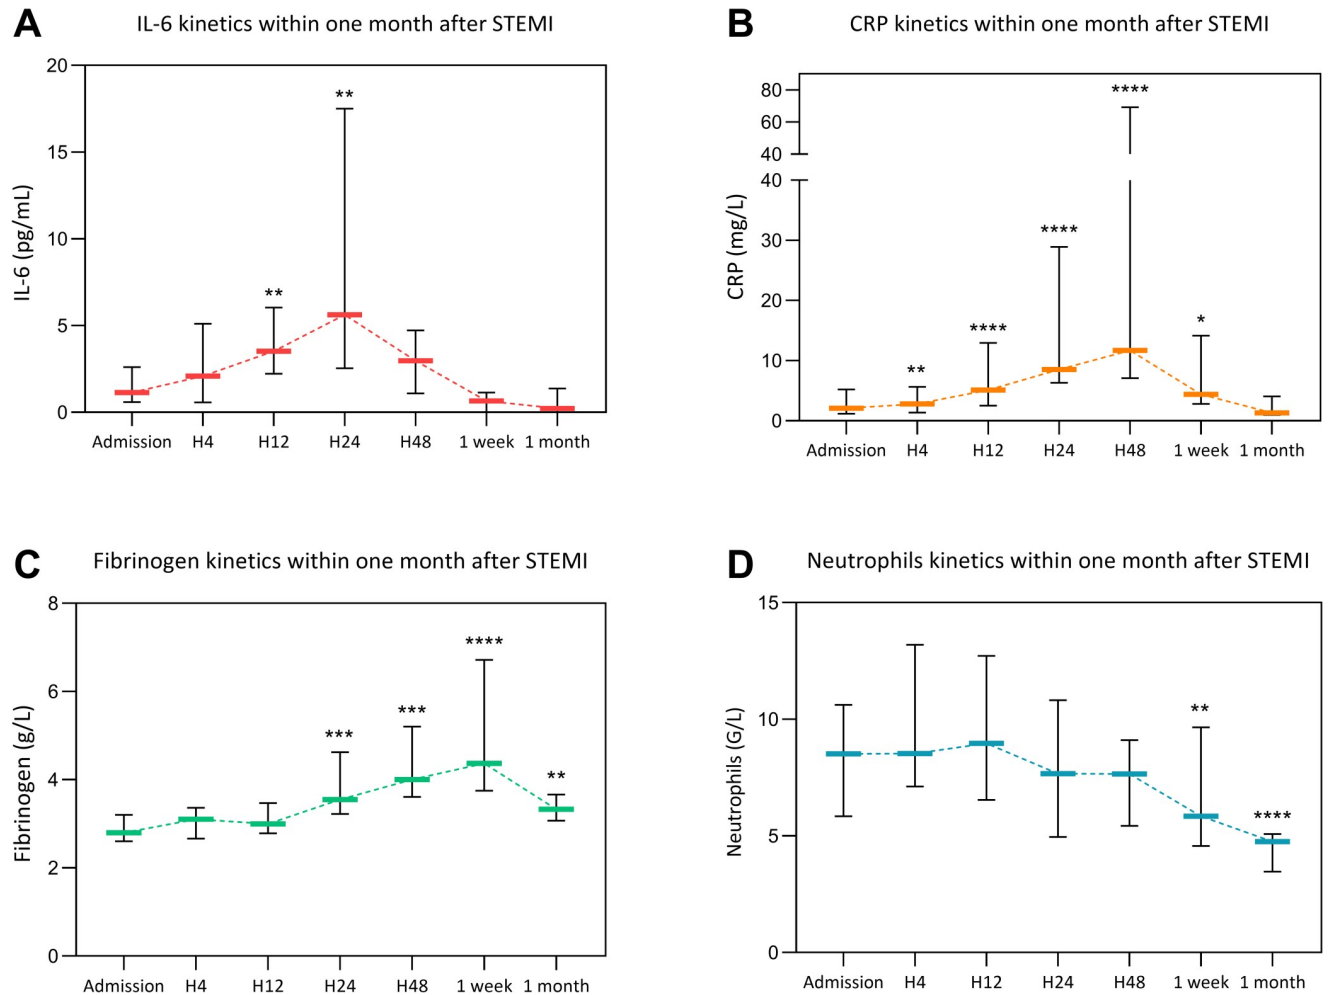 A
IL-6 kinetics within one month after STEMI
IL-6 (pg/mL)
20
15
10
5
0
**
**
Admission H4 H12 H24 H48 1 week 1 month
B
CRP kinetics within one month after STEMI
CRP (mg/L)
80
60
40
40
30
20
10
0
**
****
****
****
*
Admission H4 H12 H24 H48 1 week 1 month
C
Fibrinogen kinetics within one month after STEMI
Fibrinogen (g/L)
8
6
4
2
0
***
***
****
**
Admission H4 H12 H24 H48 1 week 1 month
D
Neutrophils kinetics within one month after STEMI
Neutrophils (G/L)
15
10
5
0
**
****
Admission H4 H12 H24 H48 1 week 1 month